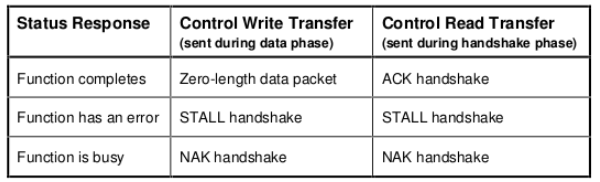 Status Response Control Write Transfer Control Read Transfer
(sent during data phase) (sent during handshake phase)
Function completes Zero-length data packet ACK handshake
Function has an error STALL handshake STALL handshake
Function is busy NAK handshake NAK handshake